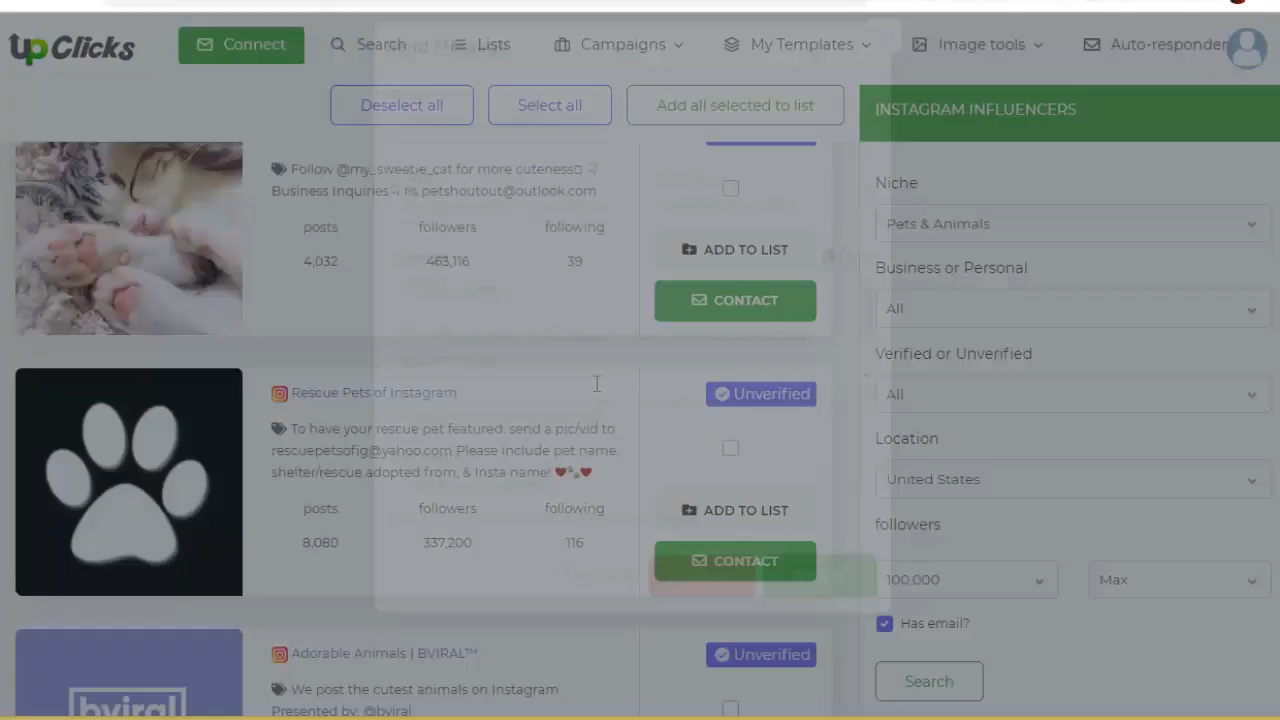 upClicks
Connect
Search
Lists
Campaigns
My Templates
Image tools
Auto-responder
Deselect all
Select all
Add all selected to list
INSTAGRAM INFLUENCERS
Follow @my_sweetie_cat for more cuteness
Business Inquiries petshoutout@outlook.com
posts followers following
4,032 463,116 39
ADD TO LIST
CONTACT
Rescue Pets of Instagram
Unverified
To have your rescue pet featured: send a pic/vid to
rescuepetsofig@yahoo.com Please include pet name,
shelter/rescue adopted from, & Insta name!
posts followers following
8,080 337,200 116
ADD TO LIST
CONTACT
Adorable Animals | BVIRAL™
Unverified
We post the cutest animals on Instagram
Presented by: @bviral
bviral
Niche
Pets & Animals
Business or Personal
All
Verified or Unverified
All
Location
United States
followers
100,000 Max
Has email?
Search